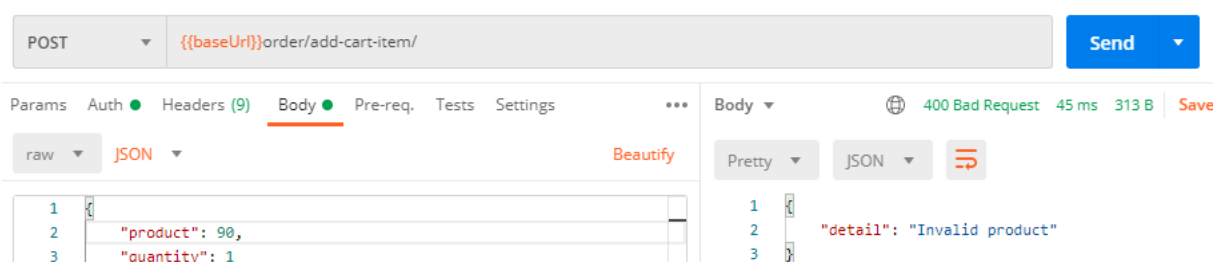 POST {{baseUrl}}order/add-cart-item/ Send
Params Auth Headers (9) Body Pre-req. Tests Settings ••• Body 400 Bad Request 45 ms 313 B Save
raw JSON Beautify Pretty JSON
1 {
2 "product": 90,
3 "quantity": 1
1 {
2 "detail": "Invalid product"
3 }